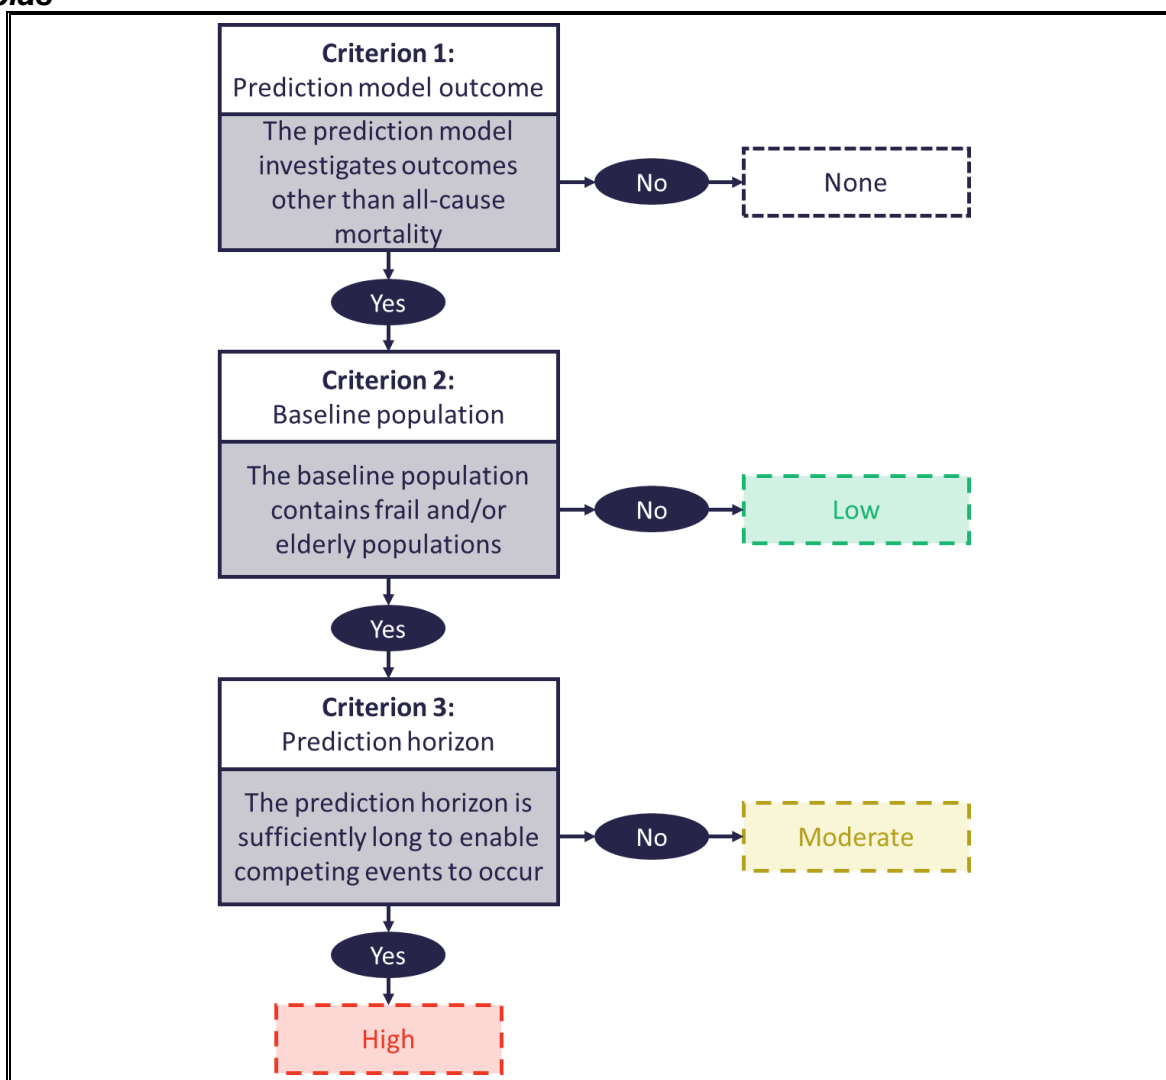 Criterion 1:
Prediction model outcome
The prediction model
investigates outcomes
other than all-cause
mortality
No
None
Yes
Criterion 2:
Baseline population
The baseline population
contains frail and/or
elderly populations
No
Low
Yes
Criterion 3:
Prediction horizon
The prediction horizon is
sufficiently long to enable
competing events to occur
No
Moderate
Yes
High